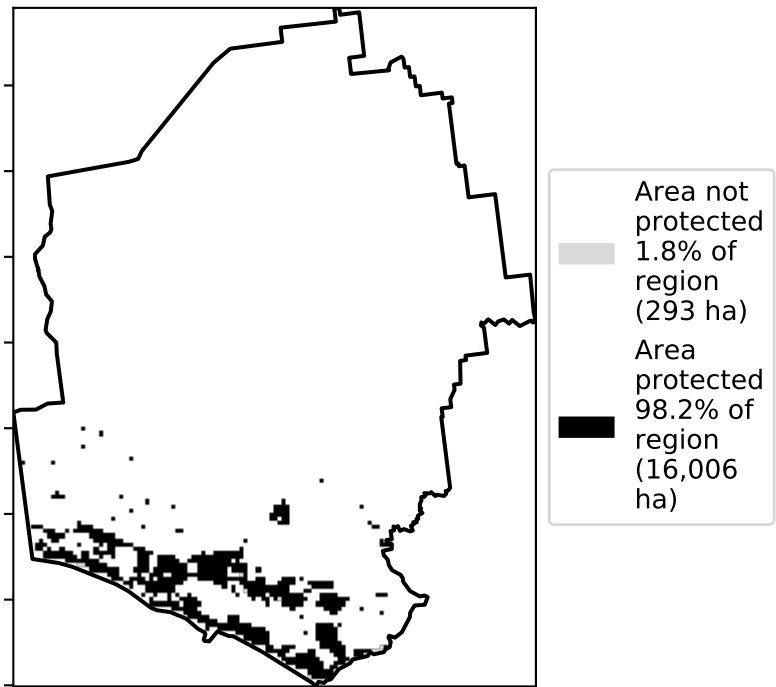 Area not
protected
1.8% of
region
(293 ha)
Area
protected
98.2% of
region
(16,006
ha)